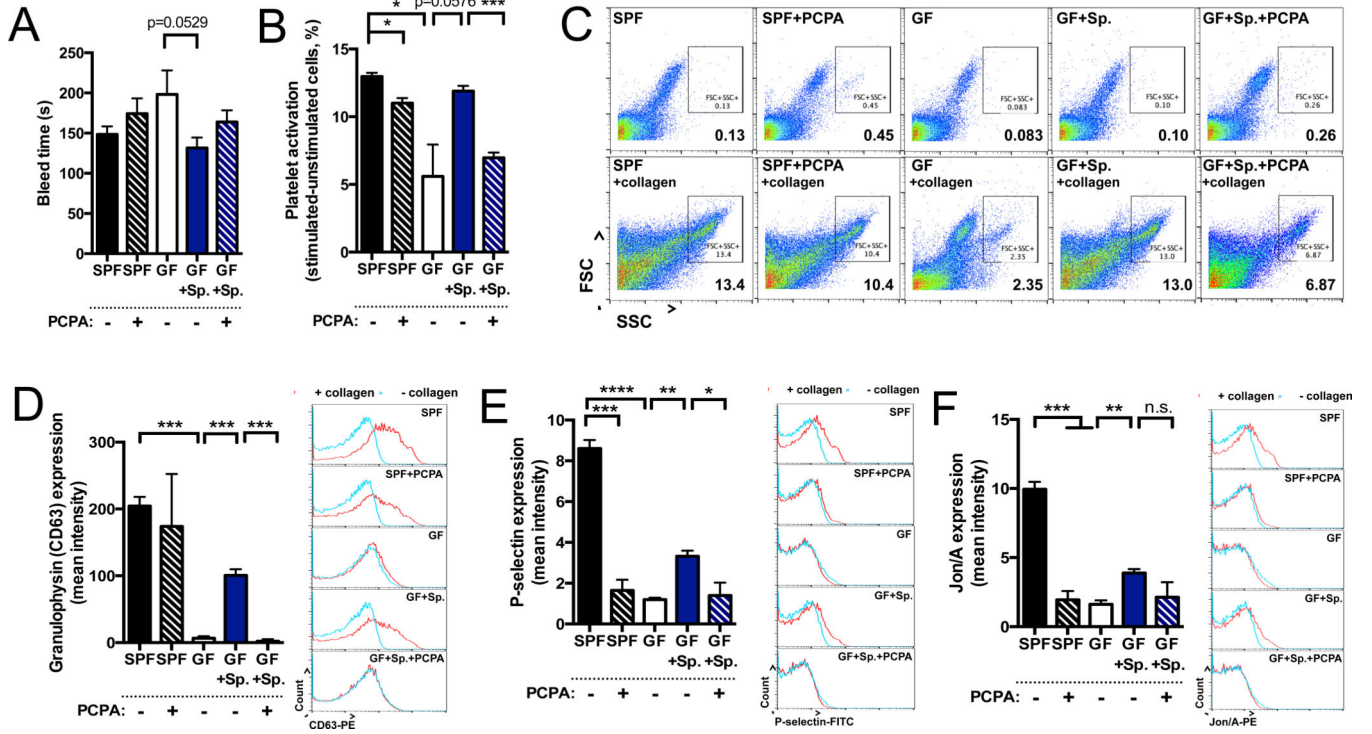 A
Bleed time (s)
250
200
150
100
50
0
p=0.0529
SPF SPF GF GF GF
+Sp. +Sp.
PCPA: - + - - +
B
Platelet activation
(stimulated-unstimulated cells, %)
15
10
5
0
* p=0.0576 ***
*
SPF SPF GF GF GF
+Sp. +Sp.
PCPA: - + - - +
C
SPF
FSC+SSC+
0.13
0.13
SPF+PCPA
FSC+SSC+
0.45
0.45
GF
FSC+SSC+
0.083
0.083
GF+Sp.
FSC+SSC+
0.10
0.10
GF+Sp.+PCPA
FSC+SSC+
0.26
0.26
SPF
+collagen
FSC+SSC+
13.4
13.4
SPF+PCPA
+collagen
FSC+SSC+
10.4
10.4
GF
+collagen
FSC+SSC+
2.35
2.35
GF+Sp.
+collagen
FSC+SSC+
13.0
13.0
GF+Sp.+PCPA
+collagen
FSC+SSC+
6.87
6.87
FSC >
SSC >
D
Granulophysin (CD63) expression
(mean intensity)
300
200
100
0
*** *** ***
SPF SPF GF GF GF
+Sp. +Sp.
PCPA: - + - - +
+ collagen - collagen
SPF
SPF+PCPA
GF
GF+Sp.
GF+Sp.+PCPA
Count >
CD63-PE >
E
P-selectin expression
(mean intensity)
10
8
6
4
2
0
**** ** *
***
SPF SPF GF GF GF
+Sp. +Sp.
PCPA: - + - - +
+ collagen - collagen
SPF
SPF+PCPA
GF
GF+Sp.
GF+Sp.+PCPA
Count >
P-selectin-FITC >
F
Jon/A expression
(mean intensity)
15
10
5
0
*** ** n.s.
SPF SPF GF GF GF
+Sp. +Sp.
PCPA: - + - - +
+ collagen - collagen
SPF
SPF+PCPA
GF
GF+Sp.
GF+Sp.+PCPA
Count >
Jon/A-PE >